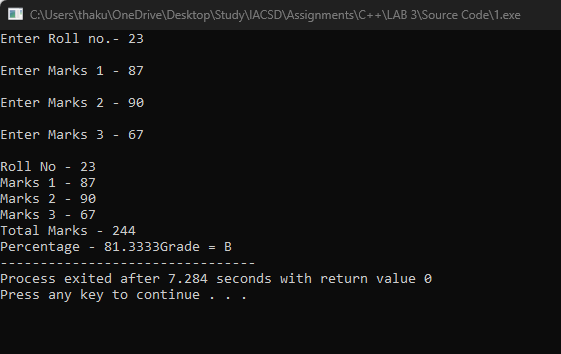 C:\Users\thaku\OneDrive\Desktop\Study\IACSD\Assignments\C++\LAB 3\Source Code\1.exe
Enter Roll no.- 23
Enter Marks 1 - 87
Enter Marks 2 - 90
Enter Marks 3 - 67
Roll No - 23
Marks 1 - 87
Marks 2 - 90
Marks 3 - 67
Total Marks - 244
Percentage - 81.3333Grade = B
--------------------------------
Process exited after 7.284 seconds with return value 0
Press any key to continue . . .